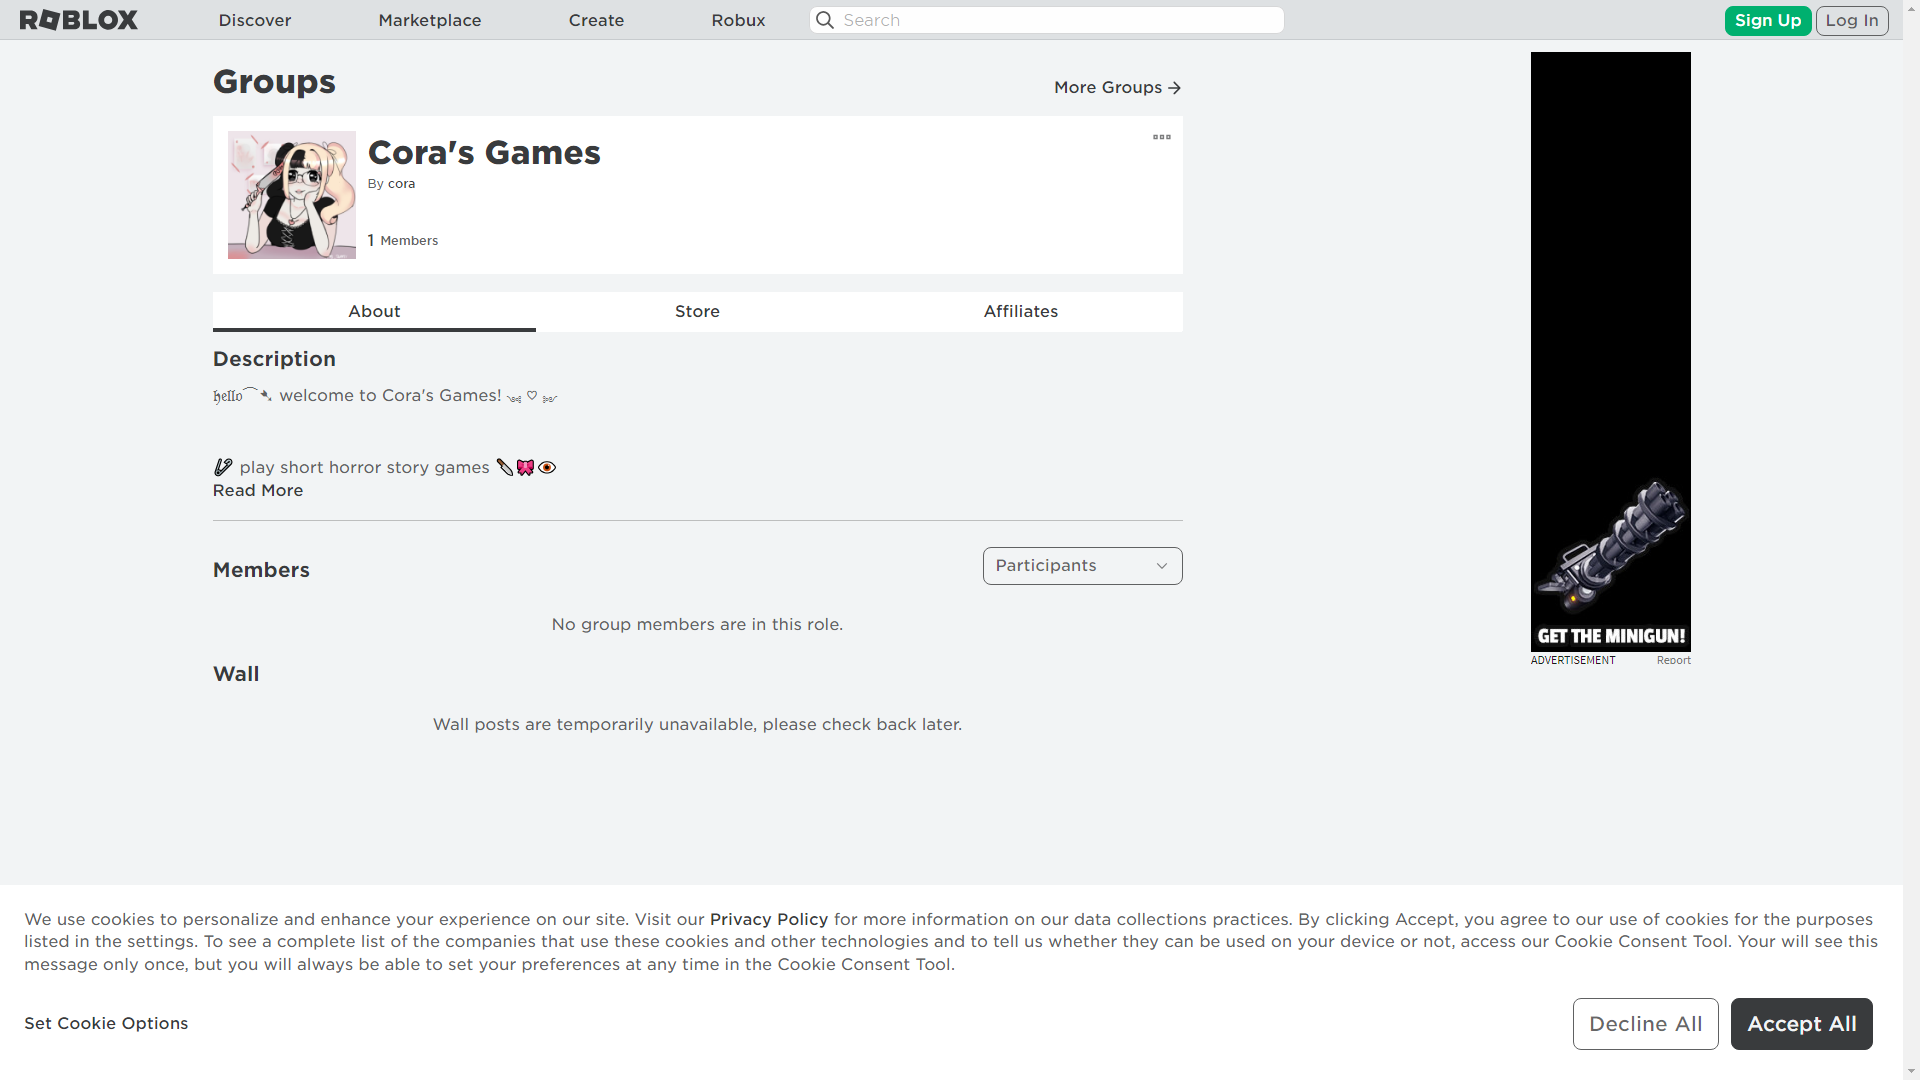 ROBLOX
Discover
Marketplace
Create
Robux
Search
Sign Up
Log In
Groups
More Groups →
Cora's Games
By cora
1 Members
About
Store
Affiliates
Description
𝔥𝔢𝔩𝔩𝔬⁀➷ welcome to Cora's Games! ༺ ♡ ༻
🧷 play short horror story games 🔪🎀👁️
Read More
Members
Participants
No group members are in this role.
Wall
Wall posts are temporarily unavailable, please check back later.
GET THE MINIGUN!
ADVERTISEMENT
Report
We use cookies to personalize and enhance your experience on our site. Visit our Privacy Policy for more information on our data collections practices. By clicking Accept, you agree to our use of cookies for the purposes
listed in the settings. To see a complete list of the companies that use these cookies and other technologies and to tell us whether they can be used on your device or not, access our Cookie Consent Tool. Your will see this
message only once, but you will always be able to set your preferences at any time in the Cookie Consent Tool.
Set Cookie Options
Decline All
Accept All